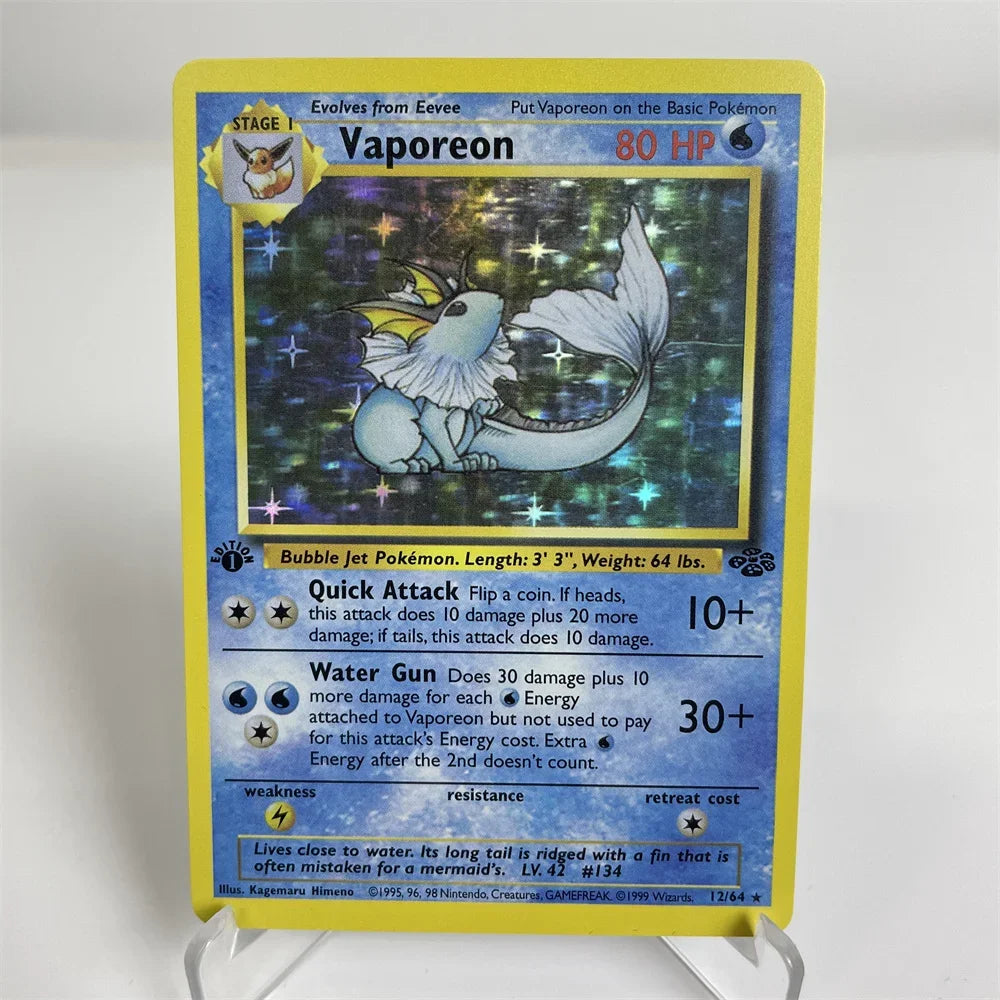 Evolves from Eevee Put Vaporeon on the Basic Pokémon
STAGE 1
Vaporeon 80 HP
EDITION
1
Bubble Jet Pokémon. Length: 3' 3", Weight: 64 lbs.
Quick Attack Flip a coin. If heads,
this attack does 10 damage plus 20 more
damage; if tails, this attack does 10 damage.
10+
Water Gun Does 30 damage plus 10
more damage for each Energy
attached to Vaporeon but not used to pay
for this attack's Energy cost. Extra
Energy after the 2nd doesn't count.
30+
weakness resistance retreat cost
Lives close to water. Its long tail is ridged with a fin that is
often mistaken for a mermaid's. LV. 42 #134
Illus. Kagemaru Himeno ©1995, 96, 98 Nintendo, Creatures, GAMEFREAK. ©1999 Wizards. 12/64 ★